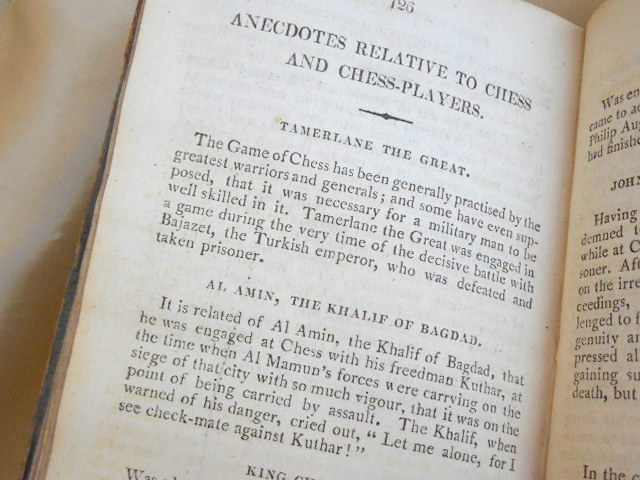 126
ANECDOTES RELATIVE TO CHESS
AND CHESS-PLAYERS.
TAMERLANE THE GREAT.
The Game of Chess has been generally practised by the
greatest warriors and generals; and some have even sup-
posed, that it was necessary for a military man to be
well skilled in it. Tamerlane the Great was engaged in
a game during the very time of the decisive battle with
Bajazet, the Turkish emperor, who was defeated and
taken prisoner.
AL AMIN, THE KHALIF OF BAGDAD.
It is related of Al Amin, the Khalif of Bagdad, that
he was engaged at Chess with his freedman Kuthar, at
the time when Al Mamun's forces were carrying on the
siege of that city with so much vigour, that it was on the
point of being carried by assault. The Khalif, when
warned of his danger, cried out, "Let me alone, for I
see check-mate against Kuthar!"
KING
Was en
came to
Philip Aug
had finishe
JOHN
Having
demned to
while at C
soner. Aft
on the irre
ceedings,
lenged to f
genuity an
pressed al
gaining su
death, but
In the c